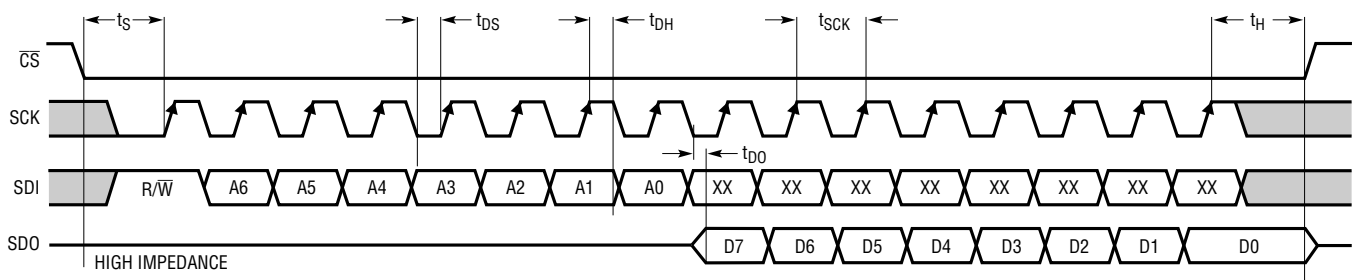 tS tDS tDH tSCK tH
CS
SCK
tDO
SDI R/W A6 A5 A4 A3 A2 A1 A0 XX XX XX XX XX XX XX XX
SDO D7 D6 D5 D4 D3 D2 D1 D0
HIGH IMPEDANCE